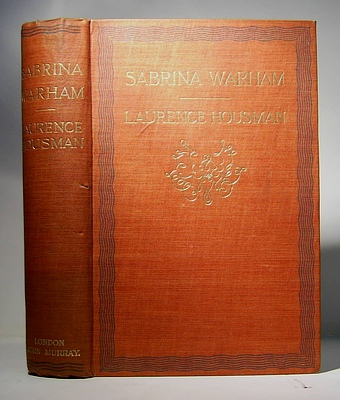 SABRINA
WARHAM
LAURENCE
HOUSMAN
LONDON
JOHN MURRAY.
SABRINA WARHAM
LAURENCE HOUSMAN